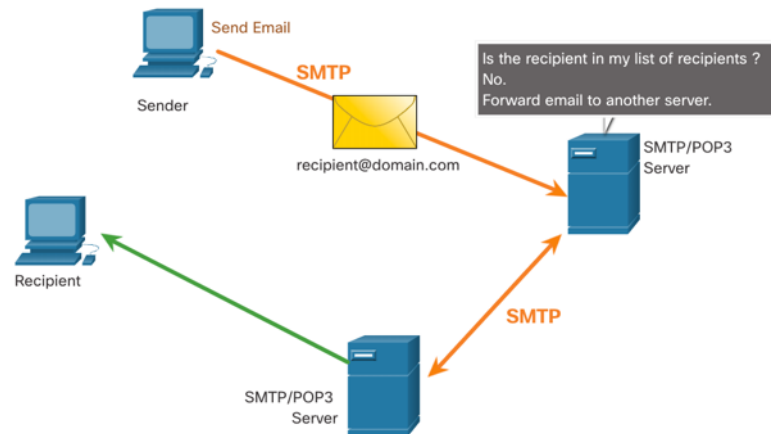 Send Email
SMTP
Sender
recipient@domain.com
Is the recipient in my list of recipients ?
No.
Forward email to another server.
SMTP/POP3
Server
Recipient
SMTP
SMTP/POP3
Server